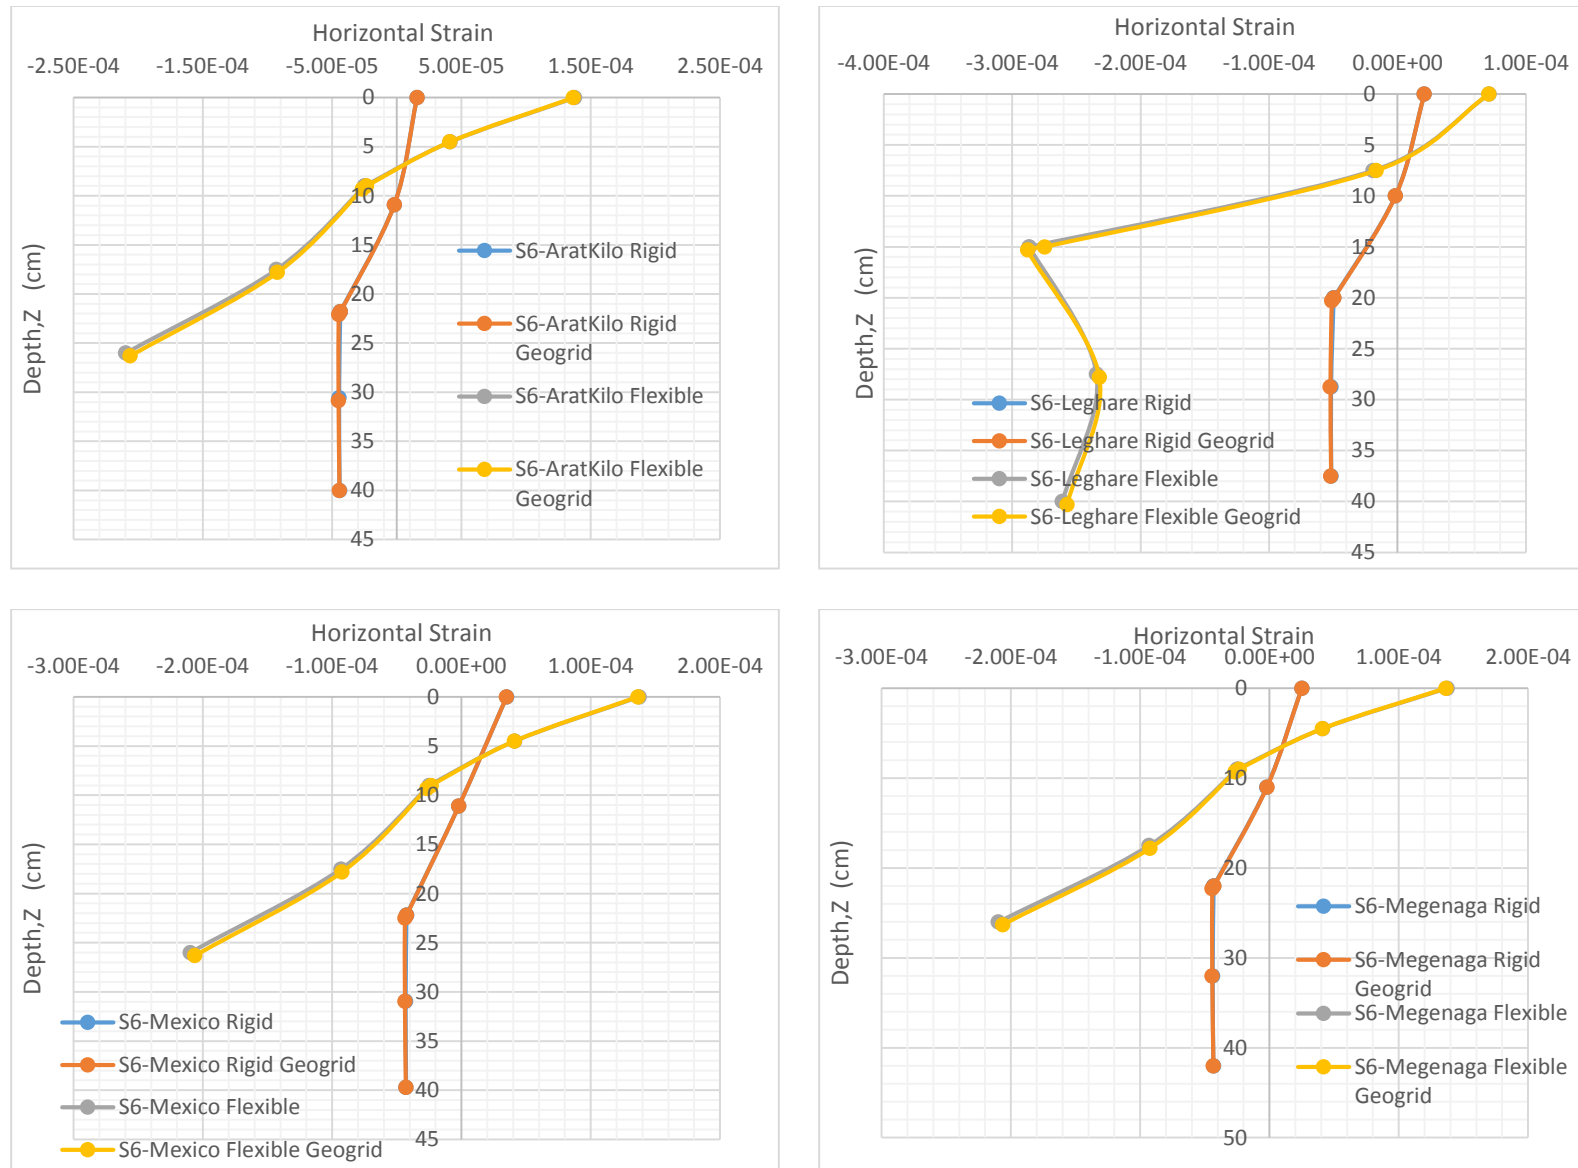 Horizontal Strain
-2.50E-04 -1.50E-04 -5.00E-05 5.00E-05 1.50E-04 2.50E-04
0
5
10
15
20
25
30
35
40
45
Depth,Z (cm)
S6-AratKilo Rigid
S6-AratKilo Rigid
Geogrid
S6-AratKilo Flexible
S6-AratKilo Flexible
Geogrid
Horizontal Strain
-4.00E-04 -3.00E-04 -2.00E-04 -1.00E-04 0.00E+00 1.00E-04
0
5
10
15
20
25
30
35
40
45
Depth,Z (cm)
S6-Leghare Rigid
S6-Leghare Rigid Geogrid
S6-Leghare Flexible
S6-Leghare Flexible Geogrid
Horizontal Strain
-3.00E-04 -2.00E-04 -1.00E-04 0.00E+00 1.00E-04 2.00E-04
0
5
10
15
20
25
30
35
40
45
Depth,Z (cm)
S6-Mexico Rigid
S6-Mexico Rigid Geogrid
S6-Mexico Flexible
S6-Mexico Flexible Geogrid
Horizontal Strain
-3.00E-04 -2.00E-04 -1.00E-04 0.00E+00 1.00E-04 2.00E-04
0
10
20
30
40
50
Depth,Z (cm)
S6-Megenaga Rigid
S6-Megenaga Rigid
Geogrid
S6-Megenaga Flexible
S6-Megenaga Flexible
Geogrid